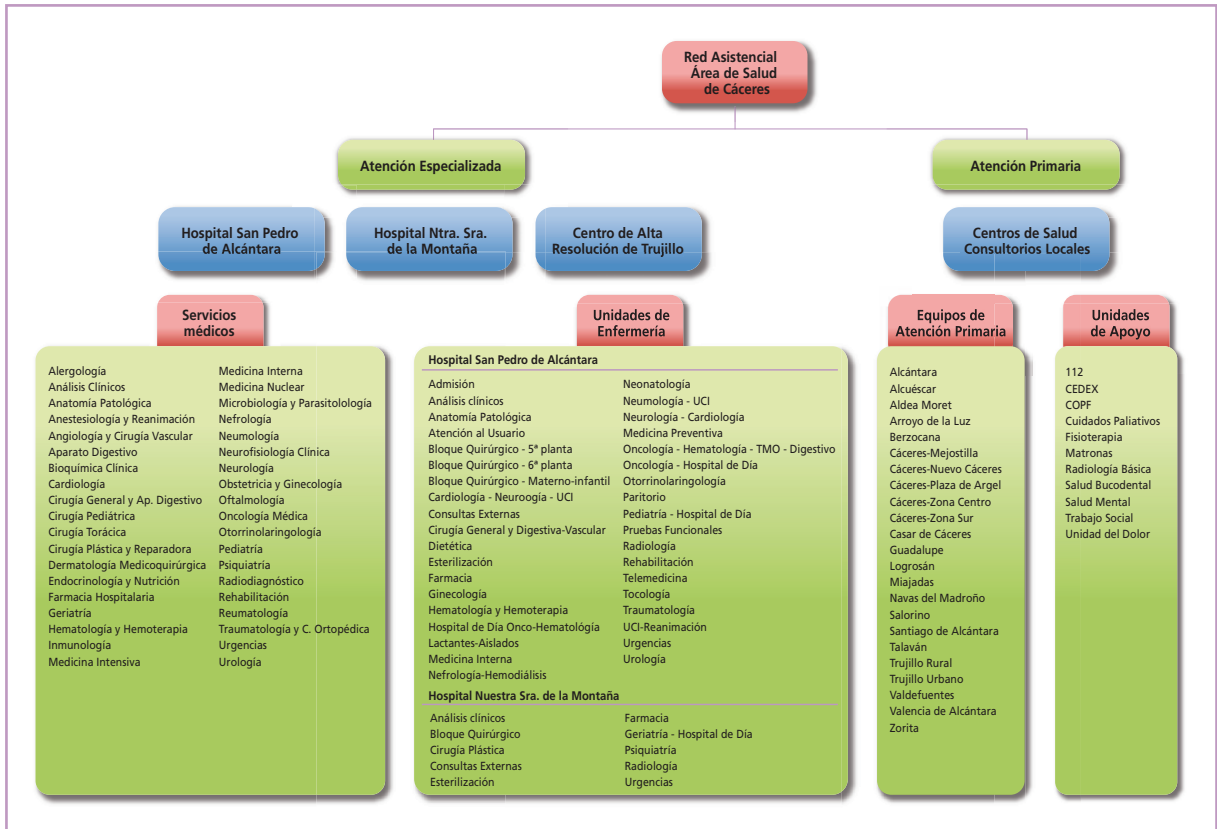 Red Asistencial
Área de Salud
de Cáceres
Atención Especializada
Atención Primaria
Hospital San Pedro
de Alcántara
Hospital Ntra. Sra.
de la Montaña
Centro de Alta
Resolución de Trujillo
Centros de Salud
Consultorios Locales
Servicios
médicos
Alergología
Análisis Clínicos
Anatomía Patológica
Anestesiología y Reanimación
Angiología y Cirugía Vascular
Aparato Digestivo
Bioquímica Clínica
Cardiología
Cirugía General y Ap. Digestivo
Cirugía Pediátrica
Cirugía Torácica
Cirugía Plástica y Reparadora
Dermatología Medicoquirúrgica
Endocrinología y Nutrición
Farmacia Hospitalaria
Geriatría
Hematología y Hemoterapia
Inmunología
Medicina Intensiva
Medicina Interna
Medicina Nuclear
Microbiología y Parasitolología
Nefrología
Neumología
Neurofisiología Clínica
Neurología
Obstetricia y Ginecología
Oftalmología
Oncología Médica
Otorrinolaringología
Pediatría
Psiquiatría
Radiodiagnóstico
Rehabilitación
Reumatología
Traumatología y C. Ortopédica
Urgencias
Urología
Unidades de
Enfermería
Hospital San Pedro de Alcántara
Admisión
Análisis clínicos
Anatomía Patológica
Atención al Usuario
Bloque Quirúrgico - 5ª planta
Bloque Quirúrgico - 6ª planta
Bloque Quirúrgico - Materno-infantil
Cardiología - Neuroogía - UCI
Consultas Externas
Cirugía General y Digestiva-Vascular
Dietética
Esterilización
Farmacia
Ginecología
Hematología y Hemoterapia
Hospital de Día Onco-Hematológia
Lactantes-Aislados
Medicina Interna
Nefrología-Hemodiálisis
Neonatología
Neumología - UCI
Neurología - Cardiología
Medicina Preventiva
Oncología - Hematología - TMO - Digestivo
Oncología - Hospital de Día
Otorrinolaringología
Paritorio
Pediatría - Hospital de Día
Pruebas Funcionales
Radiología
Rehabilitación
Telemedicina
Tocología
Traumatología
UCI-Reanimación
Urgencias
Urología
Hospital Nuestra Sra. de la Montaña
Análisis clínicos
Bloque Quirúrgico
Cirugía Plástica
Consultas Externas
Esterilización
Farmacia
Geriatría - Hospital de Día
Psiquiatría
Radiología
Urgencias
Equipos de
Atención Primaria
Alcántara
Alcuéscar
Aldea Moret
Arroyo de la Luz
Berzocana
Cáceres-Mejostilla
Cáceres-Nuevo Cáceres
Cáceres-Plaza de Argel
Cáceres-Zona Centro
Cáceres-Zona Sur
Casar de Cáceres
Guadalupe
Logrosán
Miajadas
Navas del Madroño
Salorino
Santiago de Alcántara
Talaván
Trujillo Rural
Trujillo Urbano
Valdefuentes
Valencia de Alcántara
Zorita
Unidades
de Apoyo
112
CEDEX
COPF
Cuidados Paliativos
Fisioterapia
Matronas
Radiología Básica
Salud Bucodental
Salud Mental
Trabajo Social
Unidad del Dolor